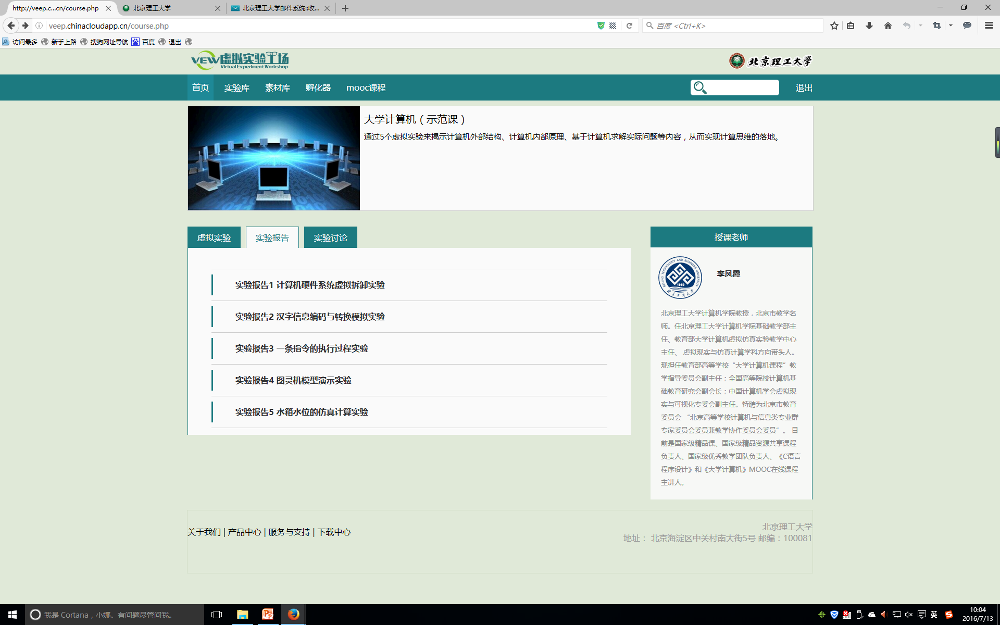 http://veep.c...cn/course.php
北京理工大学
北京理工大学邮件系统::收...
veep.chinacloudapp.cn/course.php
百度 <Ctrl+K>
访问最多
新手上路
搜狗网址导航
百度
退出
VEW虚拟实验工场
Virtual Experiment Workshop
北京理工大学
首页
实验库
素材库
孵化器
mooc课程
退出
大学计算机（示范课）
通过5个虚拟实验来揭示计算机外部结构、计算机内部原理、基于计算机求解实际问题等内容，从而实现计算思维的落地。
虚拟实验
实验报告
实验讨论
实验报告1 计算机硬件系统虚拟拆卸实验
实验报告2 汉字信息编码与转换模拟实验
实验报告3 一条指令的执行过程实验
实验报告4 图灵机模型演示实验
实验报告5 水箱水位的仿真计算实验
授课老师
BEIJING TECHNOLOGY AND BUSINESS UNIVERSITY
1950
北京工商大学
李凤霞
北京理工大学计算机学院教授，北京市教学名
师。任北京理工大学计算机学院基础教学部主
任、教育部大学计算机虚拟仿真实验教学中心
主任、 虚拟现实与仿真计算学科方向带头人。
现担任教育部高等学校“大学计算机课程”教
学指导委员会副主任；全国高等院校计算机基
础教育研究会副会长；中国计算机学会虚拟现
实与可视化专委会副主任。特聘为北京市教育
委员会 “北京高等学校计算机与信息类专业群
专家委员会委员兼教学协作委员会委员”。 目
前是国家级精品课、国家级精品资源共享课程
负责人、国家级优秀教学团队负责人、《C语言
程序设计》和《大学计算机》MOOC在线课程
主讲人。
关于我们 | 产品中心 | 服务与支持 | 下载中心
北京理工大学
地址： 北京海淀区中关村南大街5号 邮编：100081
我是 Cortana，小娜。有问题尽管问我。
英
10:04
2016/7/13